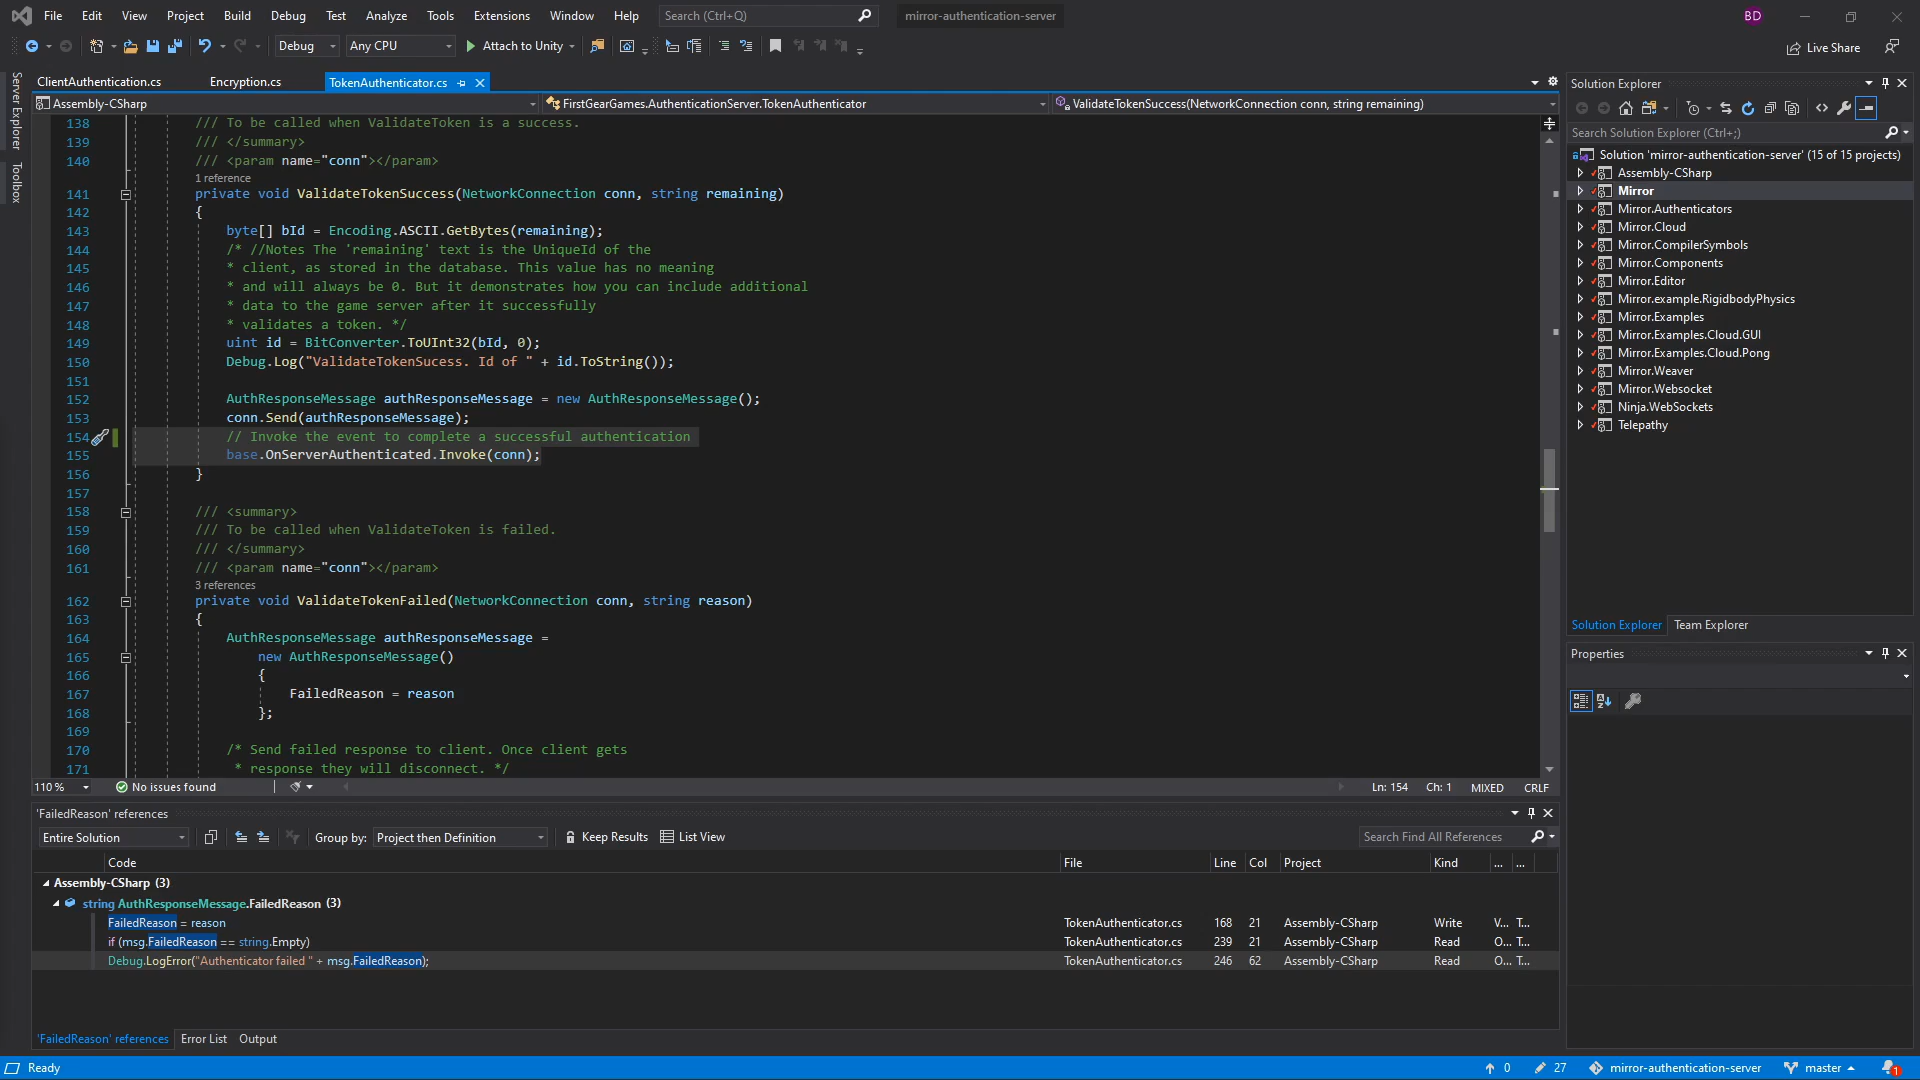 File Edit View Project Build Debug Test Analyze Tools Extensions Window Help Search (Ctrl+Q) mirror-authentication-server BD
Debug Any CPU Attach to Unity Live Share
Server Explorer
Toolbox
ClientAuthentication.cs Encryption.cs TokenAuthenticator.cs
Assembly-CSharp FirstGearGames.AuthenticationServer.TokenAuthenticator ValidateTokenSuccess(NetworkConnection conn, string remaining)
138 /// To be called when ValidateToken is a success.
139 /// </summary>
140 /// <param name="conn"></param>
1 reference
141 private void ValidateTokenSuccess(NetworkConnection conn, string remaining)
142 {
143 byte[] bId = Encoding.ASCII.GetBytes(remaining);
144 /* //Notes The 'remaining' text is the UniqueId of the
145 * client, as stored in the database. This value has no meaning
146 * and will always be 0. But it demonstrates how you can include additional
147 * data to the game server after it successfully
148 * validates a token. */
149 uint id = BitConverter.ToUInt32(bId, 0);
150 Debug.Log("ValidateTokenSucess. Id of " + id.ToString());
151
152 AuthResponseMessage authResponseMessage = new AuthResponseMessage();
153 conn.Send(authResponseMessage);
154 // Invoke the event to complete a successful authentication
155 base.OnServerAuthenticated.Invoke(conn);
156 }
157
158 /// <summary>
159 /// To be called when ValidateToken is failed.
160 /// </summary>
161 /// <param name="conn"></param>
3 references
162 private void ValidateTokenFailed(NetworkConnection conn, string reason)
163 {
164 AuthResponseMessage authResponseMessage =
165 new AuthResponseMessage()
166 {
167 FailedReason = reason
168 };
169
170 /* Send failed response to client. Once client gets
171 * response they will disconnect. */
110 % No issues found Ln: 154 Ch: 1 MIXED CRLF
'FailedReason' references
Entire Solution Group by: Project then Definition Keep Results List View Search Find All References
Code File Line Col Project Kind ... ...
Assembly-CSharp (3)
string AuthResponseMessage.FailedReason (3)
FailedReason = reason TokenAuthenticator.cs 168 21 Assembly-CSharp Write V... T...
if (msg.FailedReason == string.Empty) TokenAuthenticator.cs 239 21 Assembly-CSharp Read O... T...
Debug.LogError("Authenticator failed " + msg.FailedReason); TokenAuthenticator.cs 246 62 Assembly-CSharp Read O... T...
'FailedReason' references Error List Output
Solution Explorer
Search Solution Explorer (Ctrl+;)
Solution 'mirror-authentication-server' (15 of 15 projects)
Assembly-CSharp
Mirror
Mirror.Authenticators
Mirror.Cloud
Mirror.CompilerSymbols
Mirror.Components
Mirror.Editor
Mirror.example.RigidbodyPhysics
Mirror.Examples
Mirror.Examples.Cloud.GUI
Mirror.Examples.Cloud.Pong
Mirror.Weaver
Mirror.Websocket
Ninja.WebSockets
Telepathy
Solution Explorer Team Explorer
Properties
Ready 0 27 mirror-authentication-server master 1